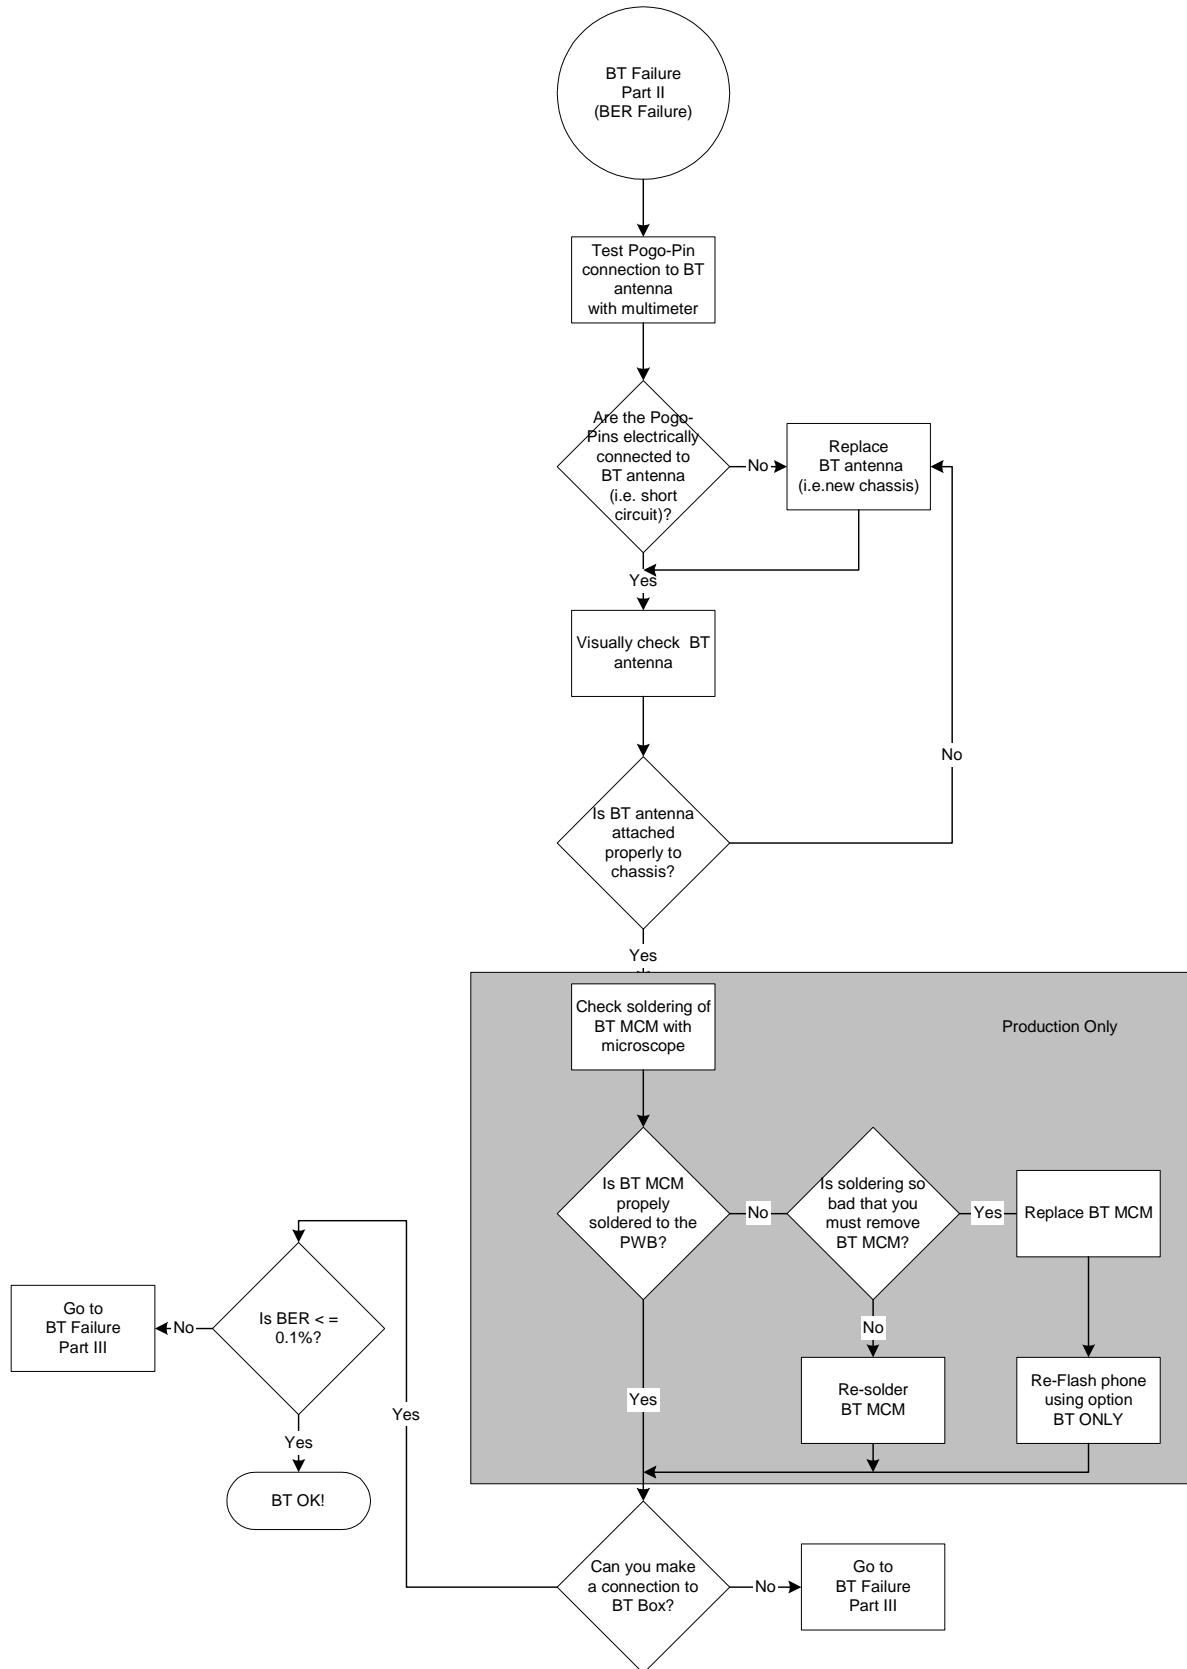 BT Failure
Part II
(BER Failure)
Test Pogo-Pin
connection to BT
antenna
with multimeter
Are the Pogo-
Pins electrically
connected to
BT antenna
(i.e. short
circuit)?
No
Replace
BT antenna
(i.e.new chassis)
Yes
Visually check BT
antenna
No
Is BT antenna
attached
properly to
chassis?
Yes
Check soldering of
BT MCM with
microscope
Production Only
Is BT MCM
propely
soldered to the
PWB?
No
Is soldering so
bad that you
must remove
BT MCM?
Yes
Replace BT MCM
No
Yes
Re-solder
BT MCM
Re-Flash phone
using option
BT ONLY
Go to
BT Failure
Part III
No
Is BER < =
0.1%?
Yes
Yes
BT OK!
Can you make
a connection to
BT Box?
No
Go to
BT Failure
Part III